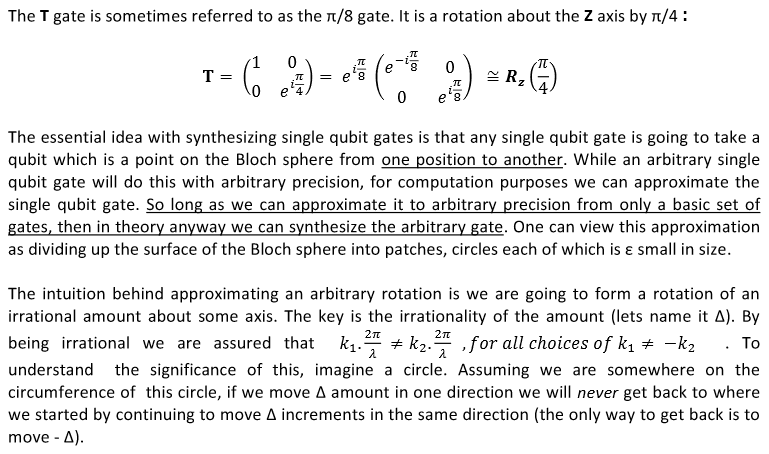 The T gate is sometimes referred to as the π/8 gate. It is a rotation about the Z axis by π/4 :
T = (1 0 0 e^{i\frac{π}{4}}) = e^{i\frac{π}{8}} (e^{-i\frac{π}{8}} 0 0 e^{i\frac{π}{8}}) ≅ R_z(\frac{π}{4})
The essential idea with synthesizing single qubit gates is that any single qubit gate is going to take a
qubit which is a point on the Bloch sphere from one position to another. While an arbitrary single
qubit gate will do this with arbitrary precision, for computation purposes we can approximate the
single qubit gate. So long as we can approximate it to arbitrary precision from only a basic set of
gates, then in theory anyway we can synthesize the arbitrary gate. One can view this approximation
as dividing up the surface of the Bloch sphere into patches, circles each of which is ε small in size.
The intuition behind approximating an arbitrary rotation is we are going to form a rotation of an
irrational amount about some axis. The key is the irrationality of the amount (lets name it Δ). By
being irrational we are assured that k₁.\frac{2π}{λ} ≠ k₂.\frac{2π}{λ} , for all choices of k₁ ≠ −k₂ . To
understand the significance of this, imagine a circle. Assuming we are somewhere on the
circumference of this circle, if we move Δ amount in one direction we will never get back to where
we started by continuing to move Δ increments in the same direction (the only way to get back is to
move - Δ).